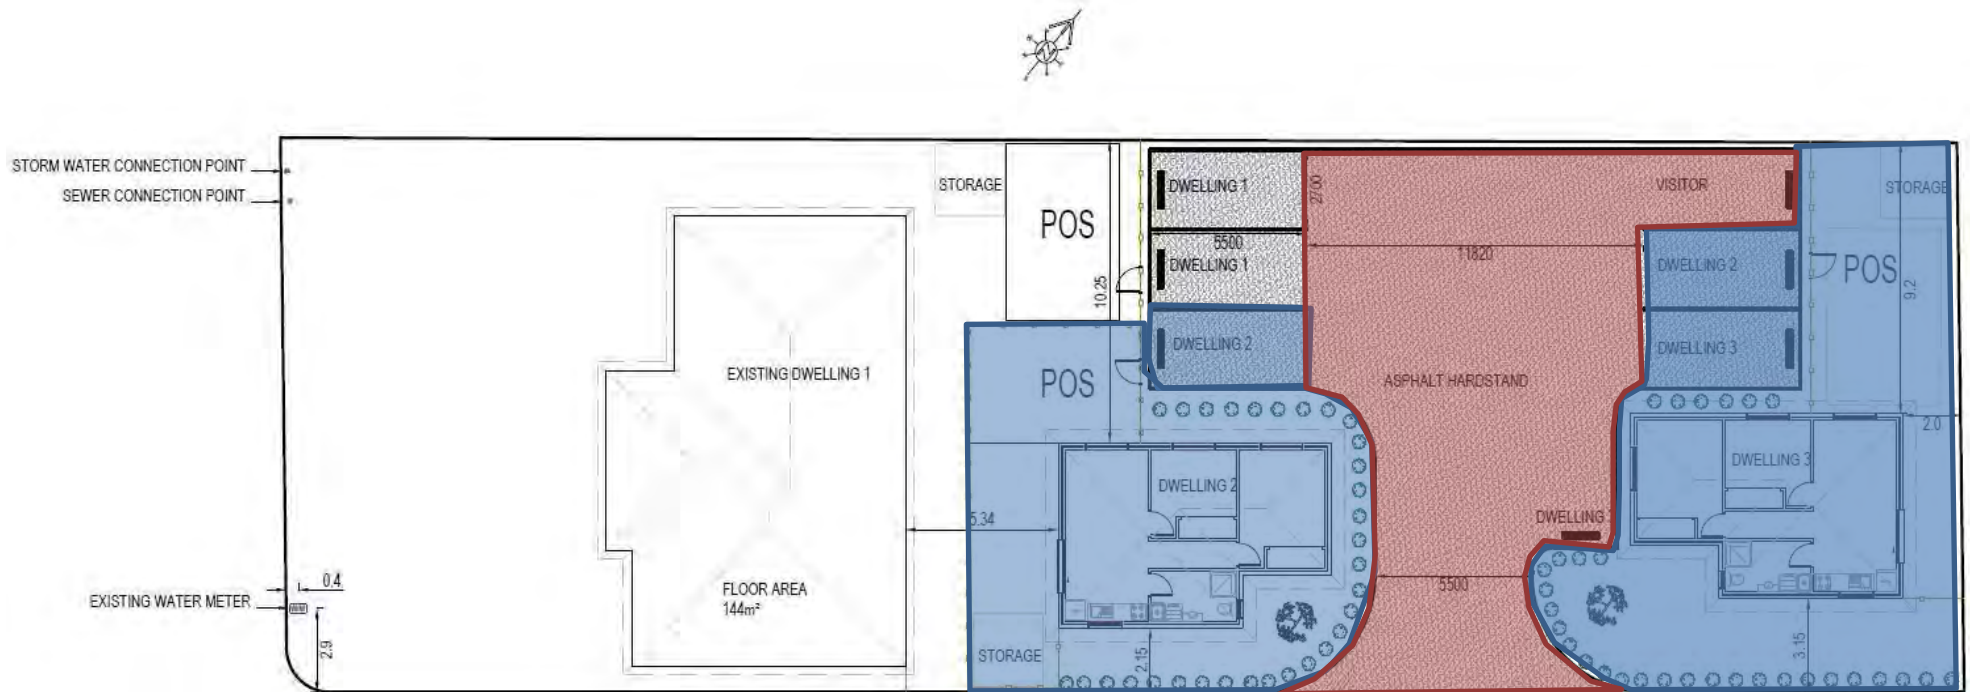 STORM WATER CONNECTION POINT
SEWER CONNECTION POINT
STORAGE
POS
DWELLING 1
2700
VISITOR
STORAGE
5500
DWELLING 1
11820
DWELLING 2
POS
9.2
10.25
DWELLING 2
DWELLING 3
EXISTING DWELLING 1
POS
ASPHALT HARDSTAND
2.0
DWELLING 2
DWELLING 3
5.34
DWELLING
0.4
EXISTING WATER METER
FLOOR AREA
144m²
5500
2.9
STORAGE
2.15
3.15